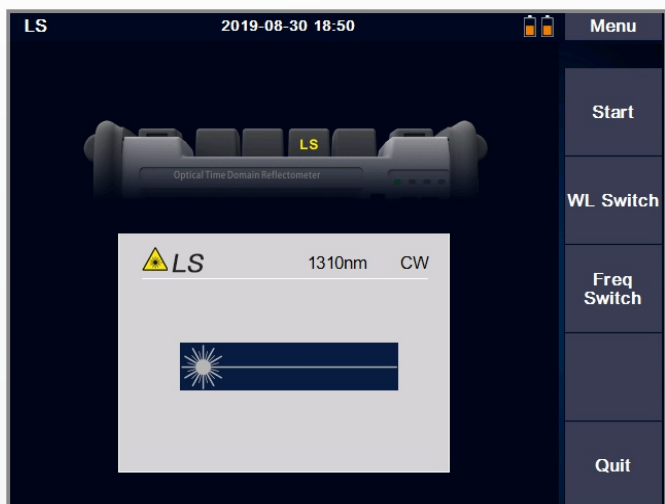 LS
2019-08-30 18:50
Menu
LS
Optical Time Domain Reflectometer
Start
WL Switch
Freq
Switch
LS
1310nm
CW
Quit